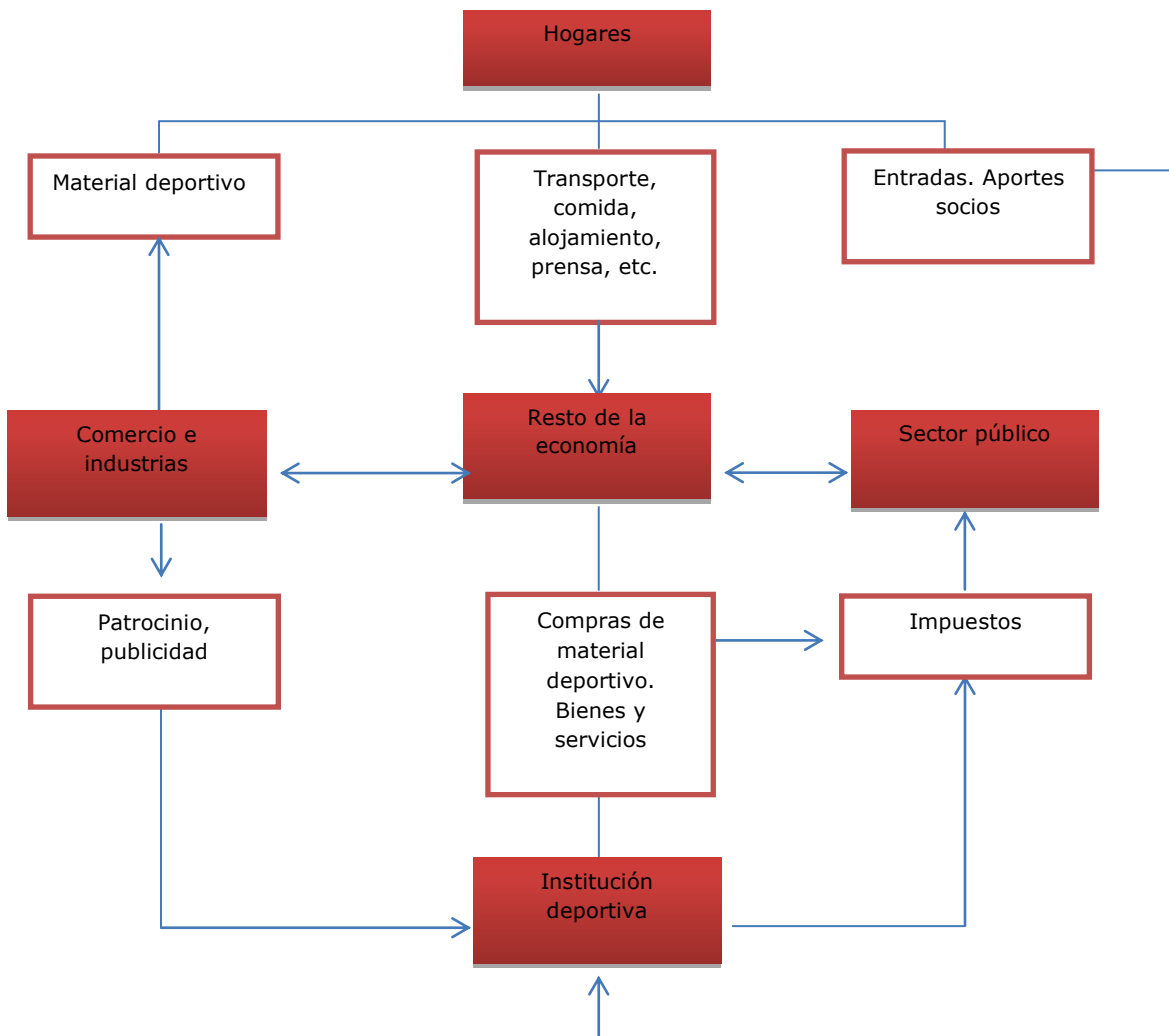 Hogares
Material deportivo
Transporte,
comida,
alojamiento,
prensa, etc.
Entradas. Aportes
socios
Comercio e
industrias
Resto de la
economía
Sector público
Patrocinio,
publicidad
Compras de
material
deportivo.
Bienes y
servicios
Impuestos
Institución
deportiva